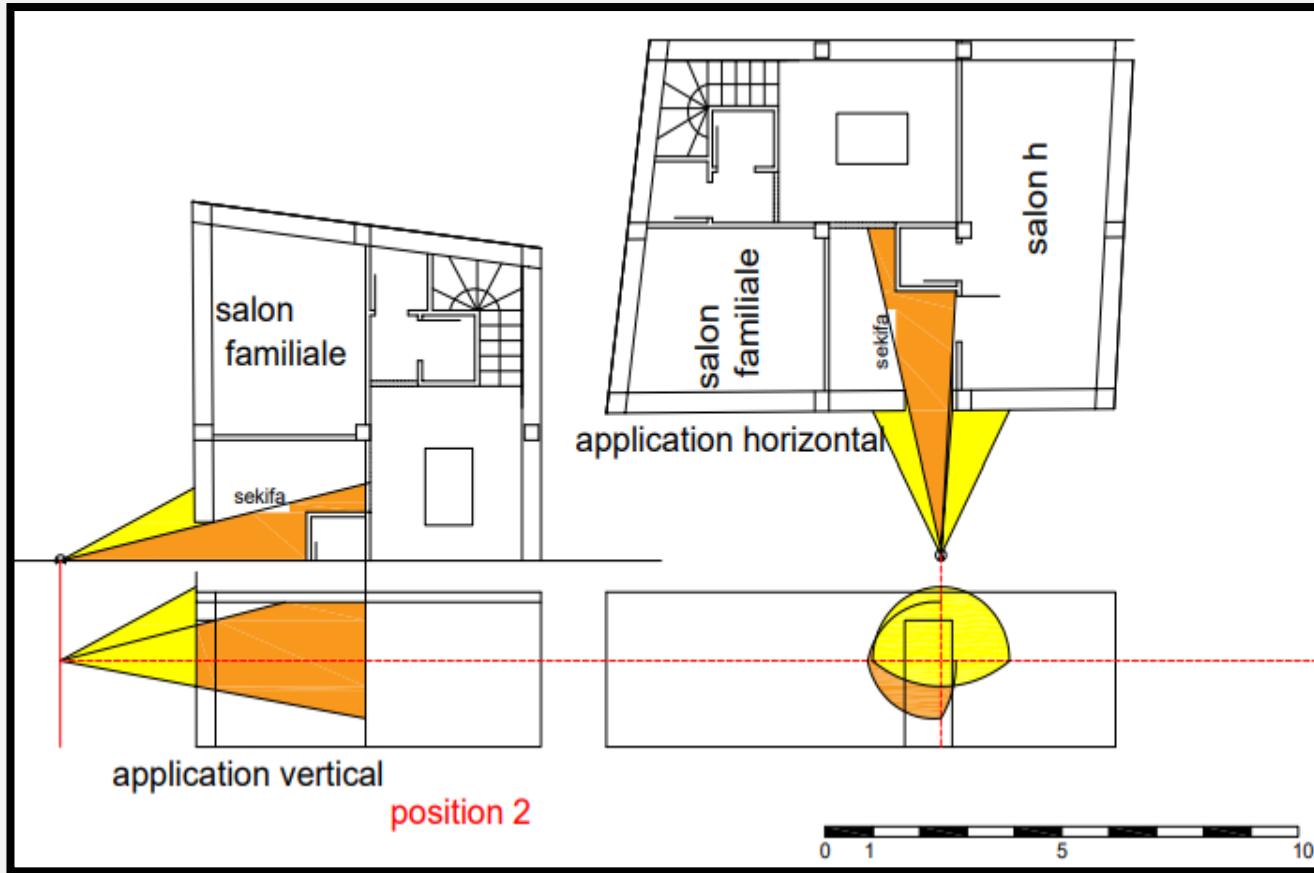 salon
familiale
sekifa
salon
familiale
sekifa
salon h
application horizontal
application vertical
position 2
0 1 5 10